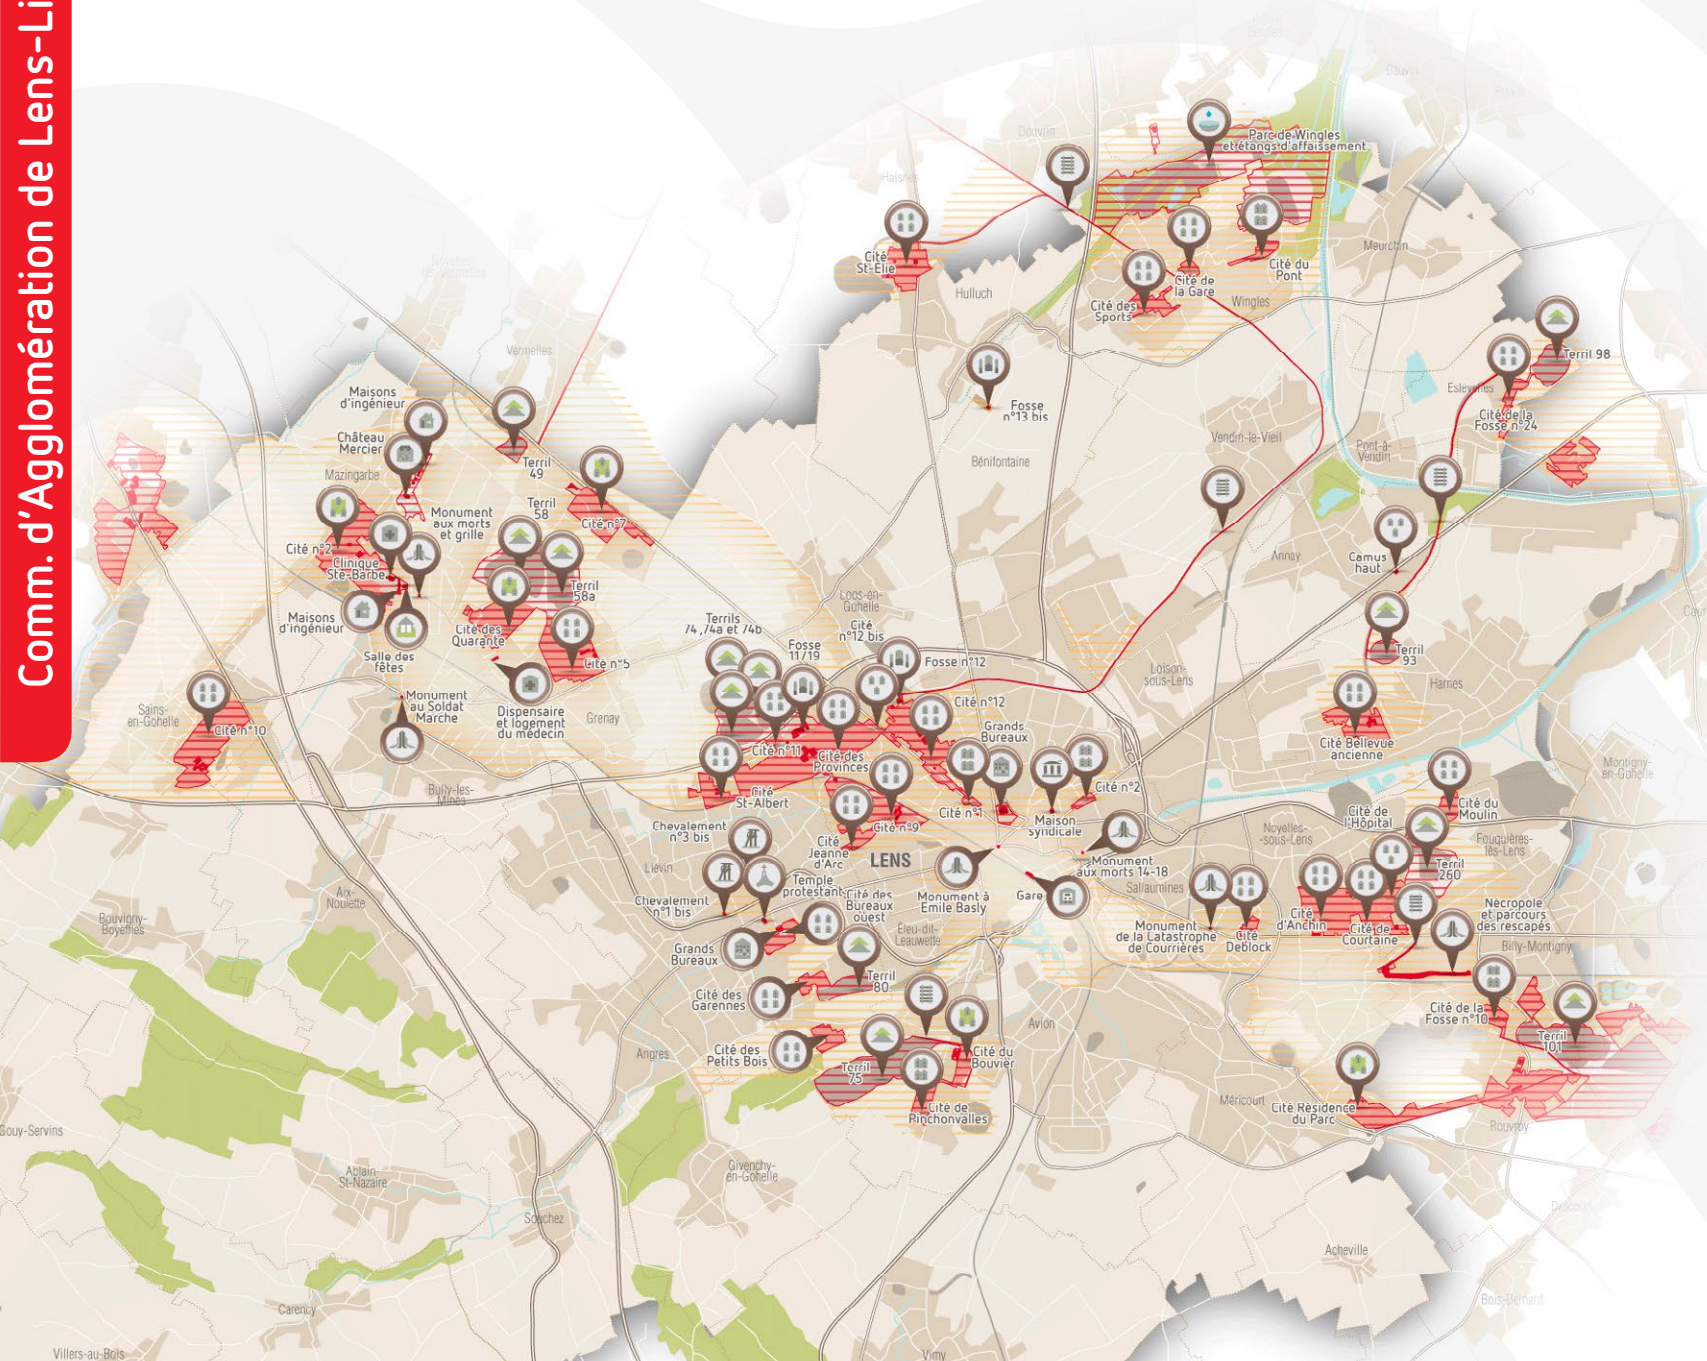 Comm. d'Agglomération de Lens-Li
Douvrin
Haisnes
Bauvin
Parc de Wingles
et étangs d'affaissement
Meurchin
Cité
St-Elie
Hulluch
Cité des
Sports
Cité de
la Gare
Cité du
Pont
Wingles
Noyelles-
lès-Vermelles
Vermelles
Terril 98
Estevelles
Cité de la
Fosse n°24
Fosse
n°13 bis
Bénifontaine
Vendin-le-Vieil
Pont-à-
Vendin
Annay
Camus
haut
Maisons
d'ingénieur
Château
Mercier
Mazingarbe
Terril
49
Terril
58
Cité n°7
Monument
aux morts
et grille
Cité n°2
Clinique
Ste-Barbe
Terril
58a
Maisons
d'ingénieur
Cité des
Quarante
Cité n°5
Salle des
fêtes
Monument
au Soldat
Marche
Dispensaire
et logement
du médecin
Grenay
Sains-
en-Gohelle
Cité n°10
Bully-les-
Mines
Terrils
74, 74a et 74b
Loos-en-
Gohelle
Cité
n°12 bis
Fosse
11/19
Fosse n°12
Cité n°12
Grands
Bureaux
Loison-
sous-Lens
Terril
93
Harnes
Cité Bellevue
ancienne
Montigny-
en-Gohelle
Cité n°11
Cité des
Provinces
Cité
St-Albert
Cité n°9
Cité n°1
Maison
syndicale
Cité n°2
Chevalement
n°3 bis
Cité
Jeanne
d'Arc
LENS
Liévin
Temple
protestant
Chevalement
n°1 bis
Cité des
Bureaux
ouest
Monument à
Emile Basly
Gare
Monument
aux morts 14-18
Sallaumines
Noyelles-
-sous-Lens
Cité de
l'Hôpital
Cité du
Moulin
Fouquières-
lès-Lens
Terril
260
Nécropole
et parcours
des rescapés
Billy-Montigny
Monument
de la Catastrophe
de Courrières
Cité
Deblock
Cité
d'Anchin
Cité de
Courtaine
Grands
Bureaux
Éleu-dit-
Leauwette
Terril
80
Cité des
Garennes
Avion
Cité de la
Fosse n°10
Terril
101
Angres
Cité des
Petits Bois
Terril
75
Cité du
Bouvier
Cité de
Pinchonvalles
Méricourt
Cité Résidence
du Parc
Rouvroy
Aix-
Noulette
Bouvigny-
Boyeffles
Gouy-Servins
Ablain-
St-Nazaire
Souchez
Givenchy-
en-Gohelle
Acheville
Bois-Bernard
Carency
Villers-au-Bois
Vimy